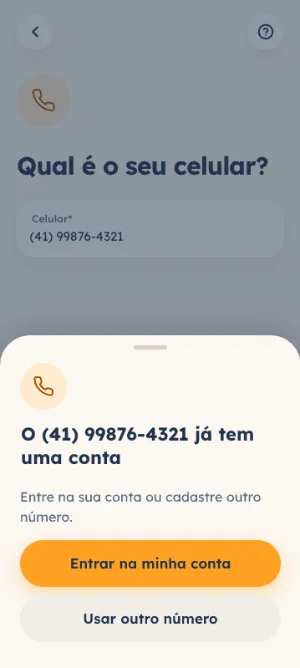 Qual é o seu celular?
Celular*
(41) 99876-4321
O (41) 99876-4321 já tem
uma conta
Entre na sua conta ou cadastre outro
número.
Entrar na minha conta
Usar outro número